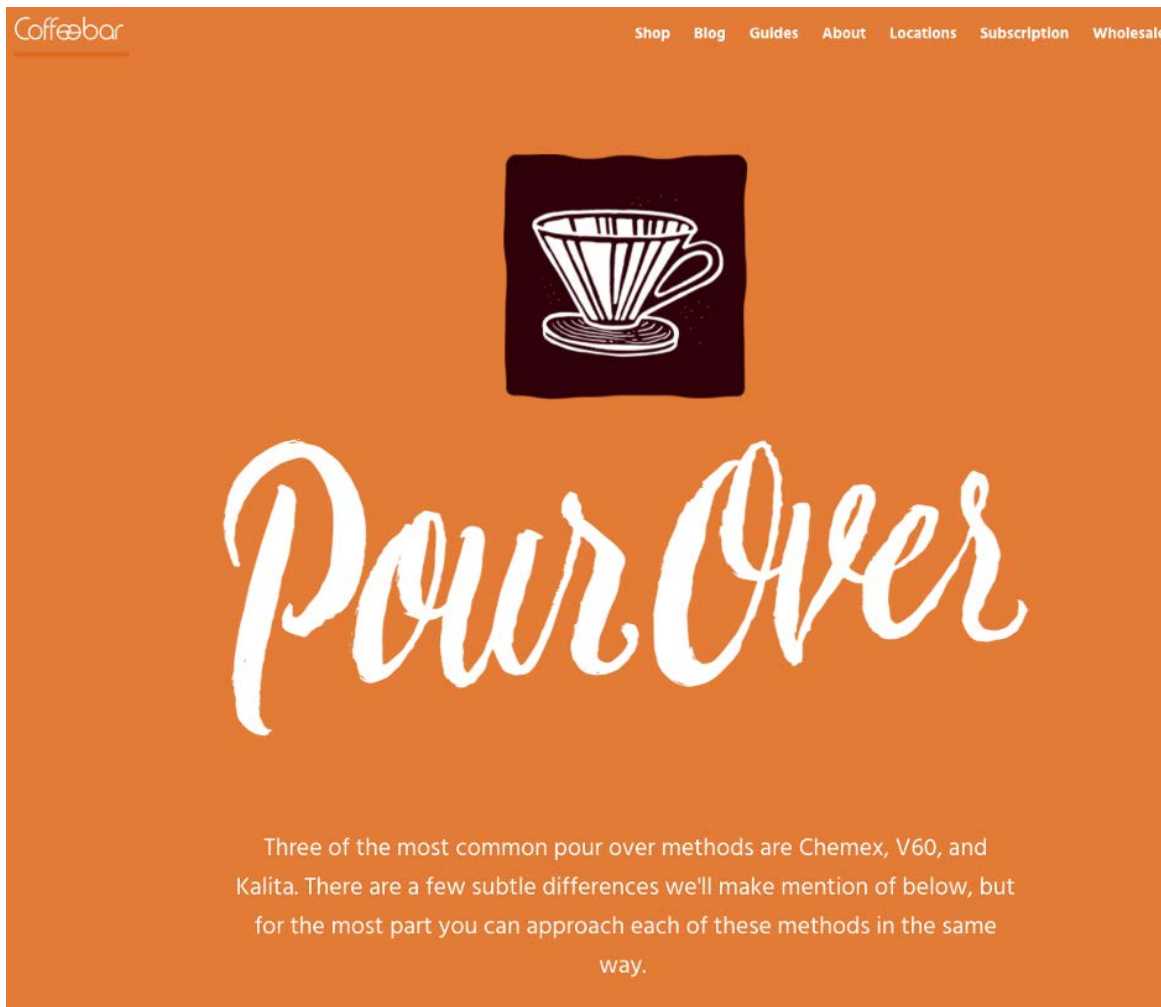 Coffeebar
Shop Blog Guides About Locations Subscription Wholesale
Pour Over
Three of the most common pour over methods are Chemex, V60, and
Kalita. There are a few subtle differences we'll make mention of below, but
for the most part you can approach each of these methods in the same
way.